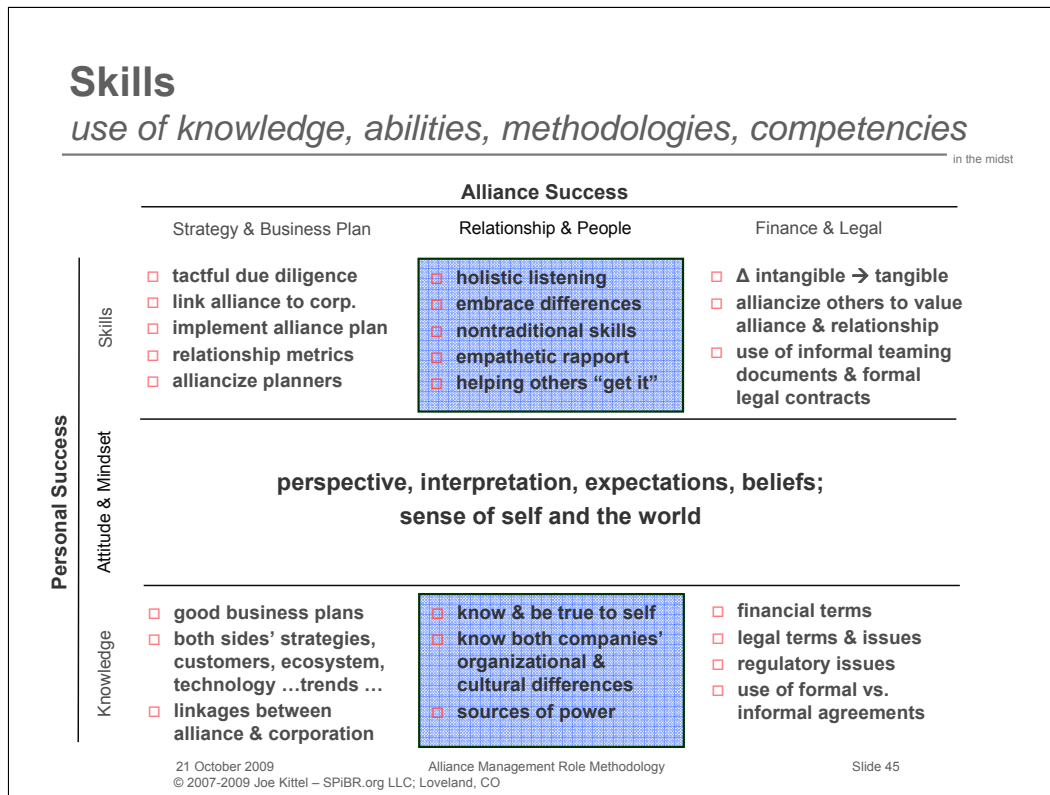 Skills
use of knowledge, abilities, methodologies, competencies
in the midst
Alliance Success
Strategy & Business Plan
Relationship & People
Finance & Legal
Personal Success
Skills
tactful due diligence
link alliance to corp.
implement alliance plan
relationship metrics
alliancize planners
holistic listening
embrace differences
nontraditional skills
empathetic rapport
helping others “get it”
Δ intangible → tangible
alliancize others to value
alliance & relationship
use of informal teaming
documents & formal
legal contracts
Attitude & Mindset
perspective, interpretation, expectations, beliefs;
sense of self and the world
Knowledge
good business plans
both sides’ strategies,
customers, ecosystem,
technology …trends …
linkages between
alliance & corporation
know & be true to self
know both companies’
organizational &
cultural differences
sources of power
financial terms
legal terms & issues
regulatory issues
use of formal vs.
informal agreements
21 October 2009
Alliance Management Role Methodology
Slide 45
© 2007-2009 Joe Kittel – SPiBR.org LLC; Loveland, CO